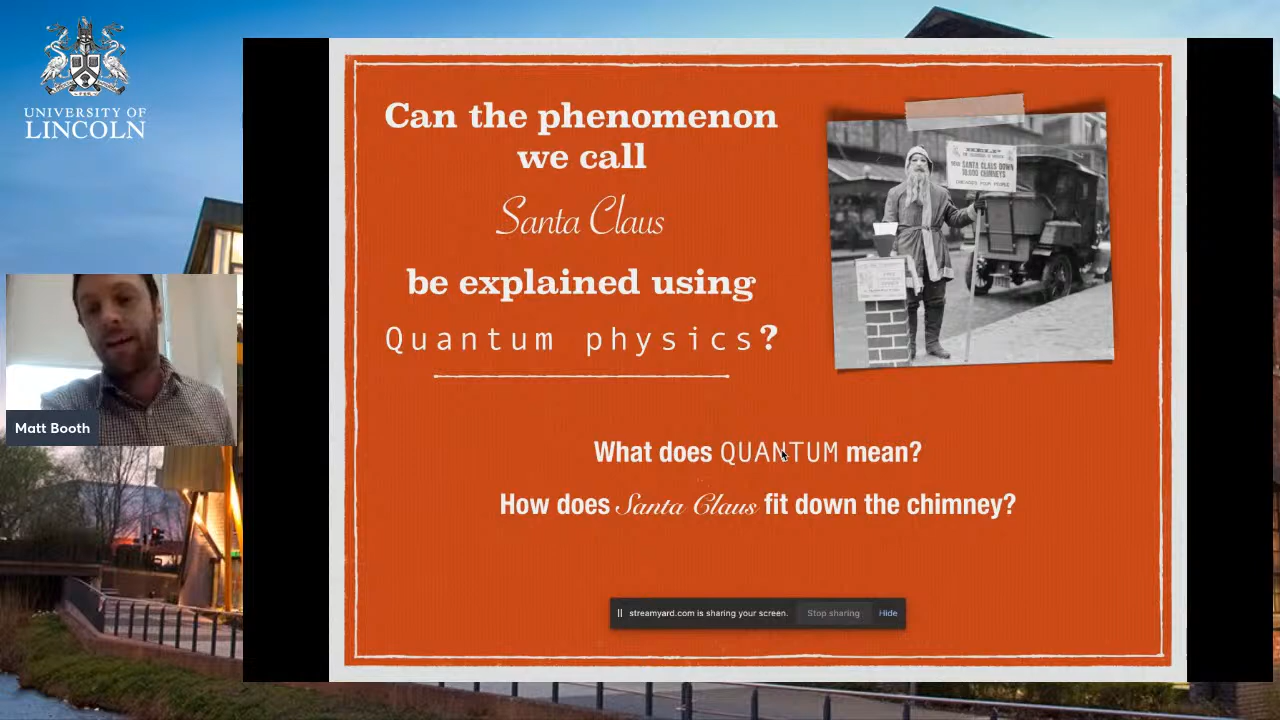 UNIVERSITY OF
LINCOLN
Can the phenomenon
we call
Santa Claus
be explained using
Quantum physics?
HELP
SANTA CLAUS DOWN
10,000 CHIMNEYS
What does QUANTUM mean?
How does Santa Claus fit down the chimney?
streamyard.com is sharing your screen. Stop sharing Hide
Matt Booth